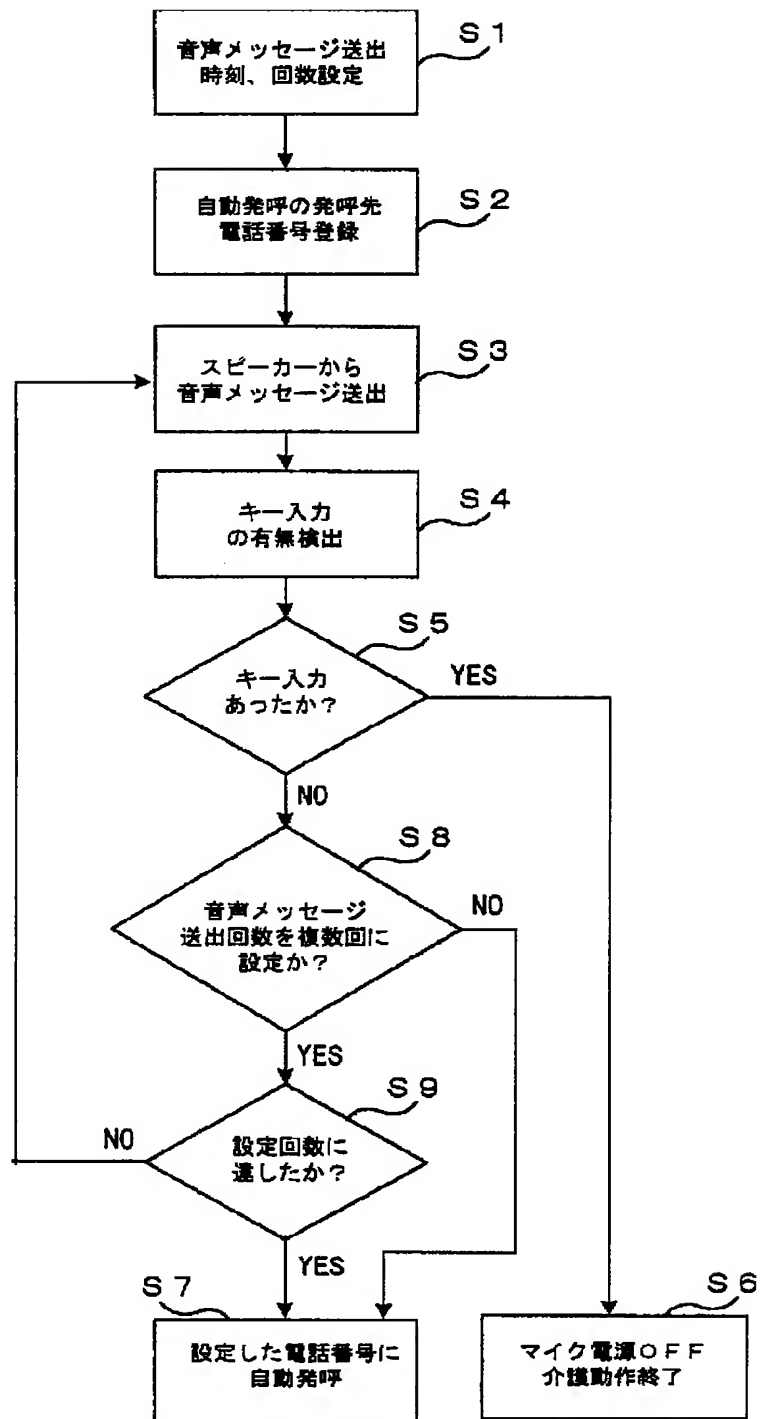 音声メッセージ送出
時刻、回数設定
S1
自動発呼の発呼先
電話番号登録
S2
スピーカーから
音声メッセージ送出
S3
キー入力
の有無検出
S4
S5
キー入力
あったか?
YES
NO
S8
音声メッセージ
送出回数を複数回に
設定か?
NO
YES
S9
設定回数に
達したか?
NO
YES
S7
設定した電話番号に
自動発呼
S6
マイク電源OFF
介護動作終了